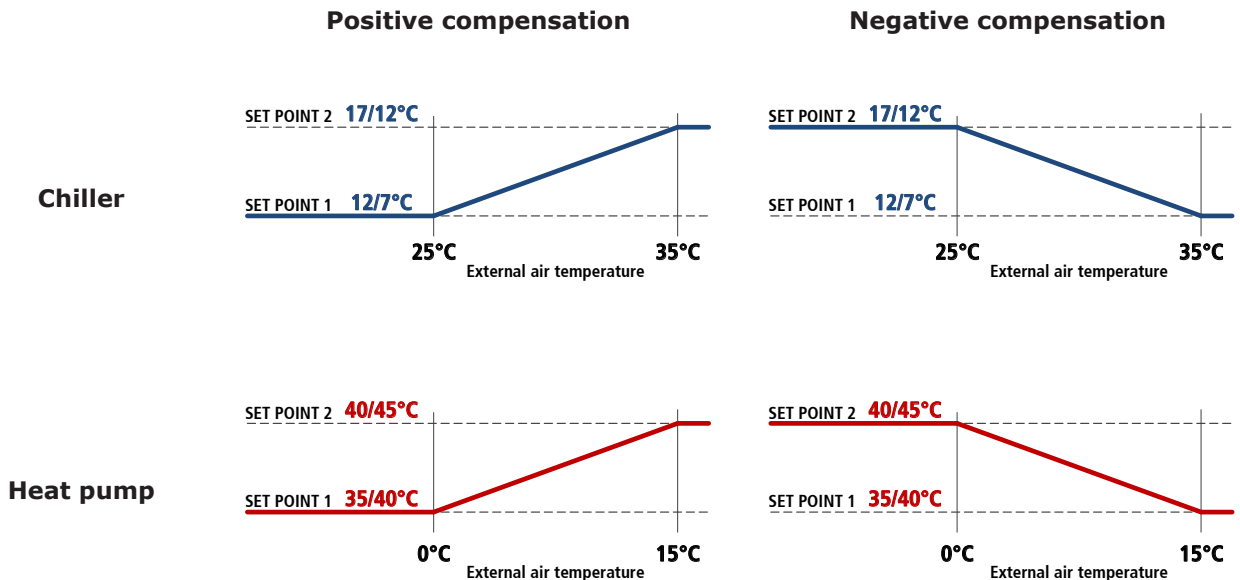 Positive compensation
Negative compensation
Chiller
SET POINT 2 17/12°C
SET POINT 1 12/7°C
25°C
35°C
External air temperature
SET POINT 2 17/12°C
SET POINT 1 12/7°C
25°C
35°C
External air temperature
Heat pump
SET POINT 2 40/45°C
SET POINT 1 35/40°C
0°C
15°C
External air temperature
SET POINT 2 40/45°C
SET POINT 1 35/40°C
0°C
15°C
External air temperature